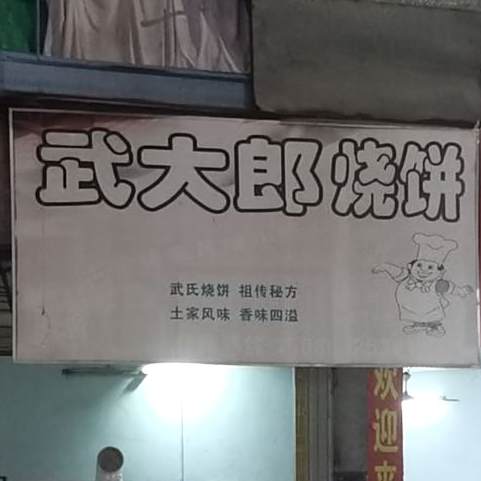 武大郎烧饼
武氏烧饼 祖传秘方
土家风味 香味四溢
欢迎来